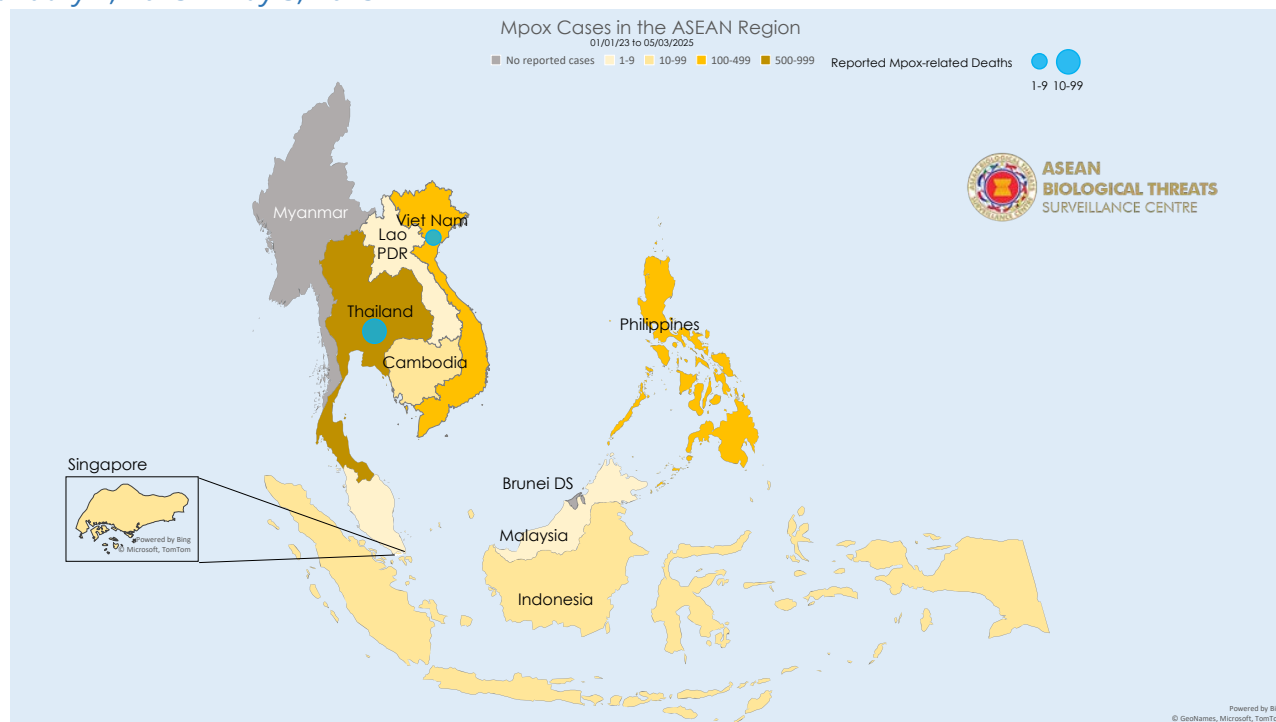 Mpox Cases in the ASEAN Region
01/01/23 to 05/03/2025
No reported cases 1-9 10-99 100-499 500-999 Reported Mpox-related Deaths
1-9 10-99
ASEAN
BIOLOGICAL THREATS
SURVEILLANCE CENTRE
Myanmar
Viet Nam
Lao
PDR
Thailand
Philippines
Cambodia
Singapore
Powered by Bing
© Microsoft, TomTom
Brunei DS
Malaysia
Indonesia
Powered by
© GeoNames, Microsoft,